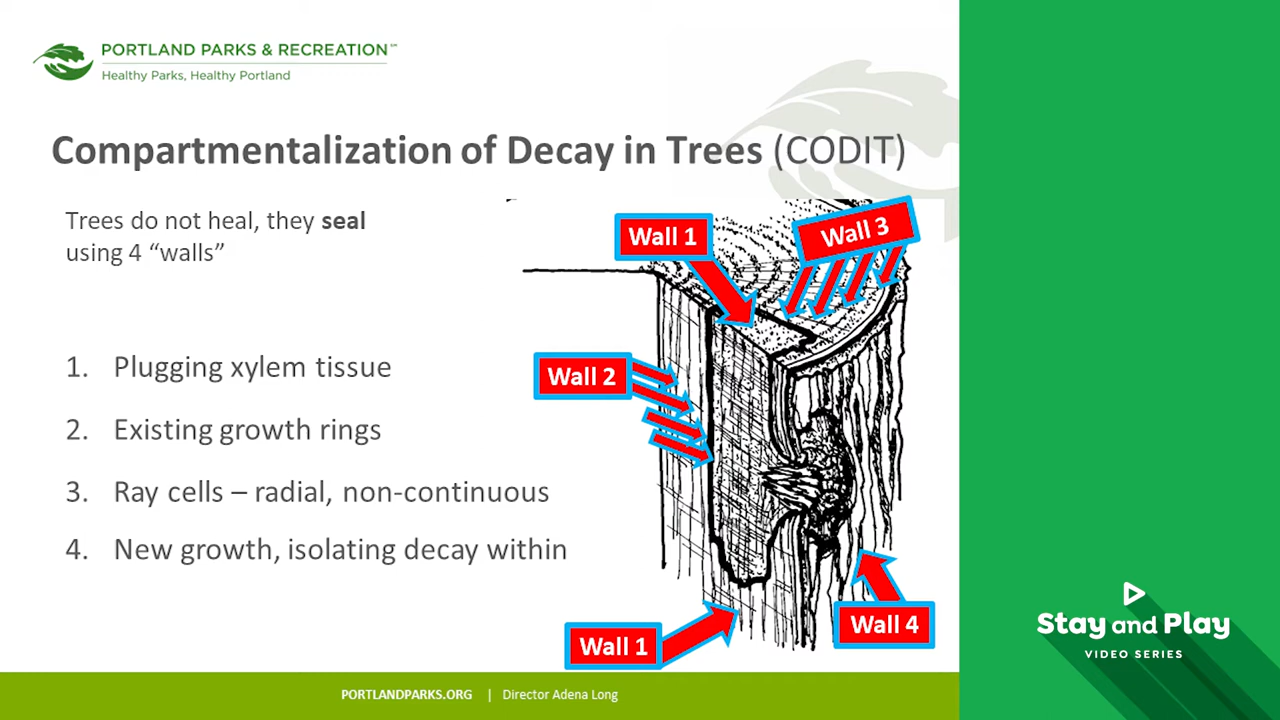 PORTLAND PARKS & RECREATION℠
Healthy Parks, Healthy Portland
Compartmentalization of Decay in Trees (CODIT)
Trees do not heal, they seal
using 4 “walls”
1. Plugging xylem tissue
2. Existing growth rings
3. Ray cells – radial, non-continuous
4. New growth, isolating decay within
Wall 1
Wall 3
Wall 2
Wall 4
Wall 1
PORTLANDPARKS.ORG | Director Adena Long
Stay and Play
VIDEO SERIES